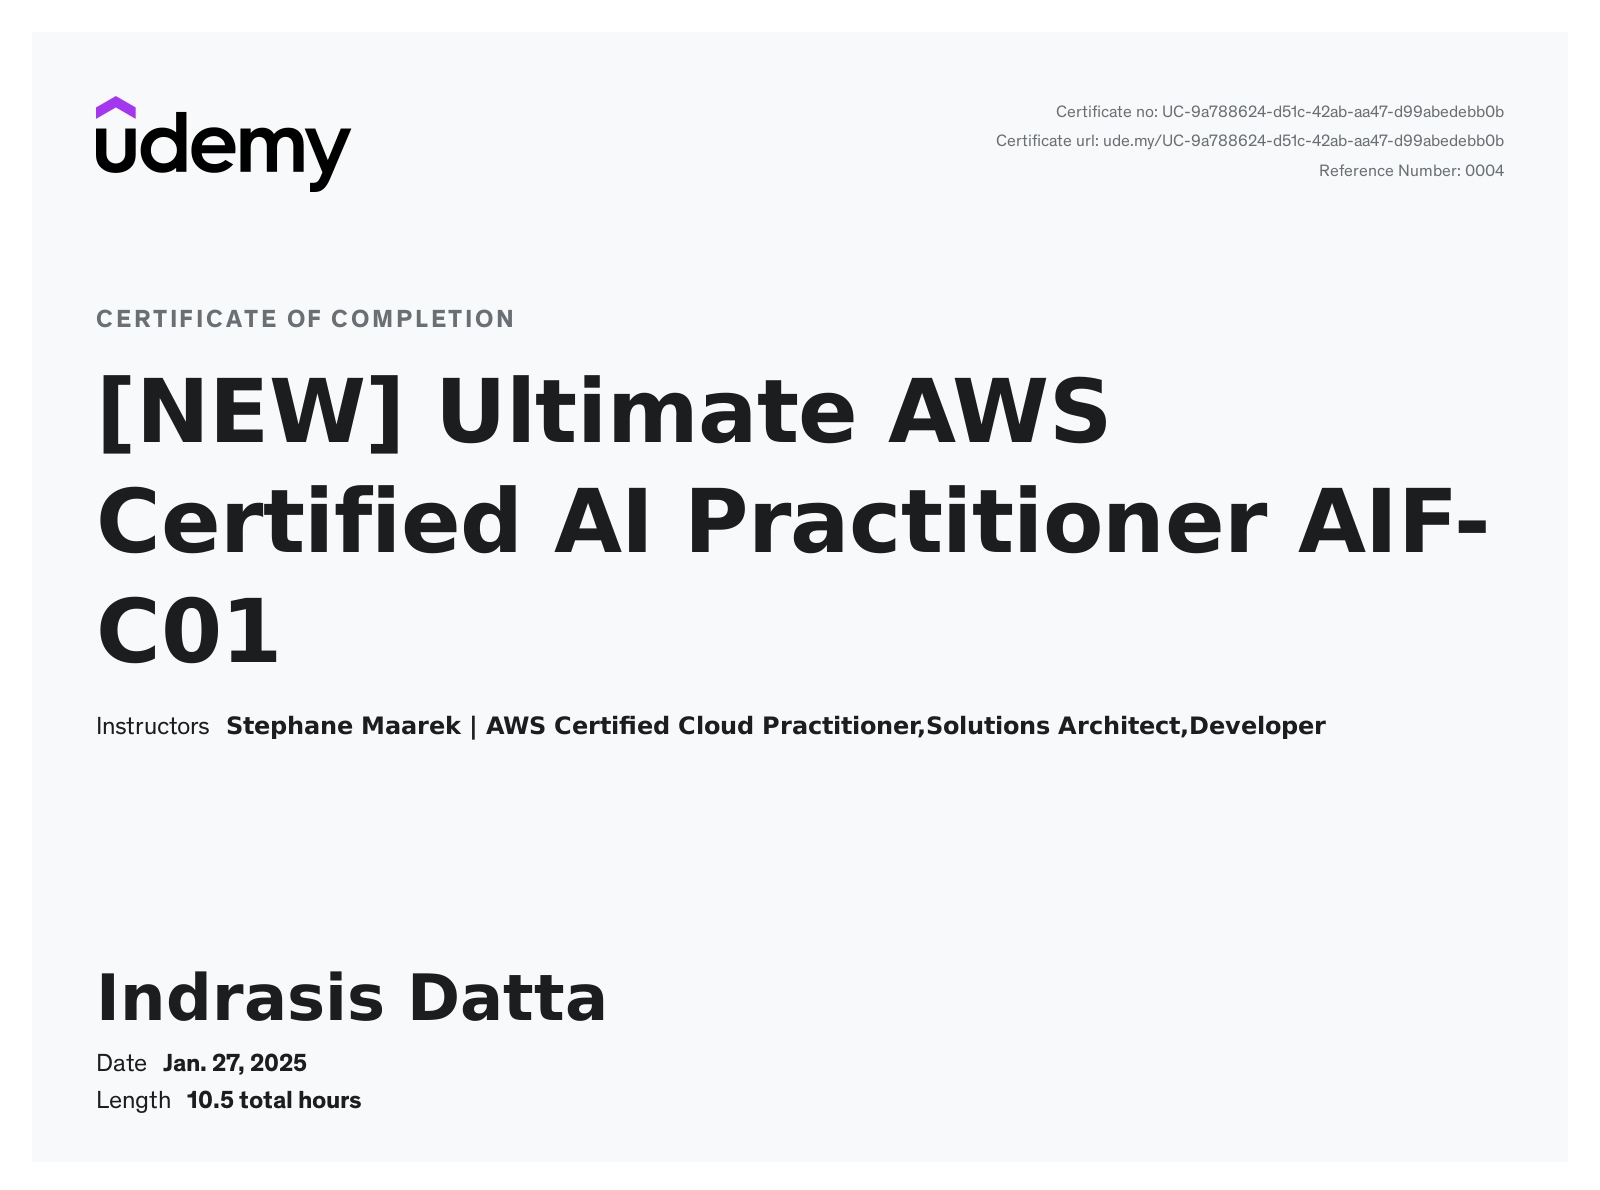 udemy
Certificate no: UC-9a788624-d51c-42ab-aa47-d99abedebb0b
Certificate url: ude.my/UC-9a788624-d51c-42ab-aa47-d99abedebb0b
Reference Number: 0004
CERTIFICATE OF COMPLETION
[NEW] Ultimate AWS
Certified AI Practitioner AIF-
C01
Instructors Stephane Maarek | AWS Certified Cloud Practitioner,Solutions Architect,Developer
Indrasis Datta
Date Jan. 27, 2025
Length 10.5 total hours